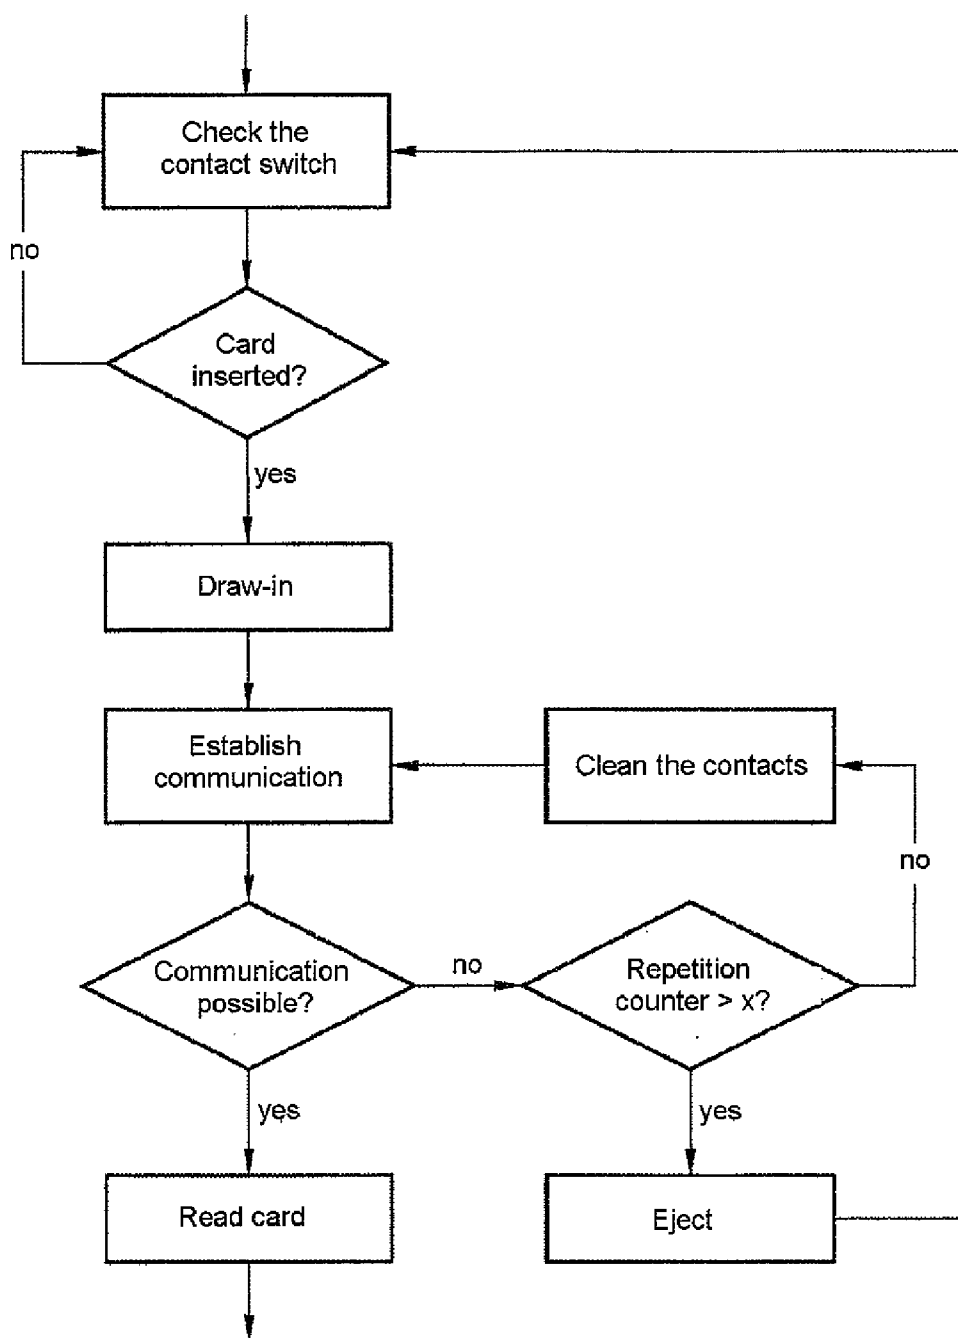 Check the
contact switch
no
Card
inserted?
yes
Draw-in
Establish
communication
Clean the contacts
no
Communication
possible?
no
Repetition
counter > x?
yes
yes
Read card
Eject